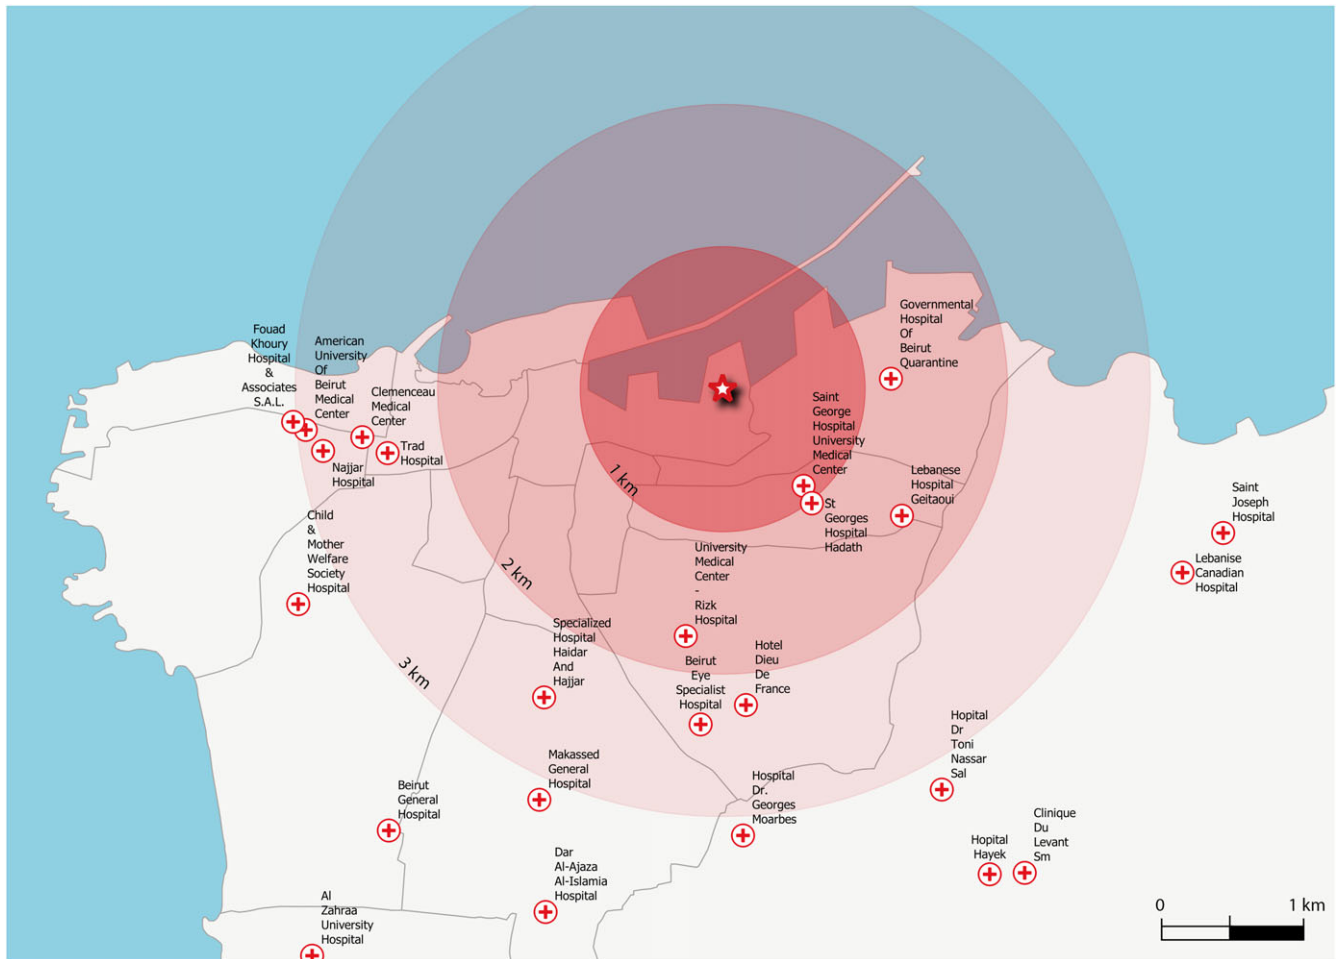 Governmental
Hospital
Of
Beirut
Quarantine
Fouad
Khoury
Hospital
&
Associates
S.A.L.
American
University
Of
Beirut
Medical
Center
Clemenceau
Medical
Center
Trad
Hospital
Najjar
Hospital
Saint
George
Hospital
University
Medical
Center
St
Georges
Hospital
Hadath
Lebanese
Hospital
Geitaoui
Saint
Joseph
Hospital
Lebanise
Canadian
Hospital
1 km
2 km
3 km
Child
&
Mother
Welfare
Society
Hospital
University
Medical
Center
-
Rizk
Hospital
Specialized
Hospital
Haidar
And
Hajjar
Beirut
Eye
Specialist
Hospital
Hotel
Dieu
De
France
Hopital
Dr
Toni
Nassar
Sal
Makassed
General
Hospital
Beirut
General
Hospital
Hospital
Dr.
Georges
Moarbes
Hopital
Hayek
Clinique
Du
Levant
Sm
Dar
Al-Ajaza
Al-Islamia
Hospital
Al
Zahraa
University
Hospital
0 1 km